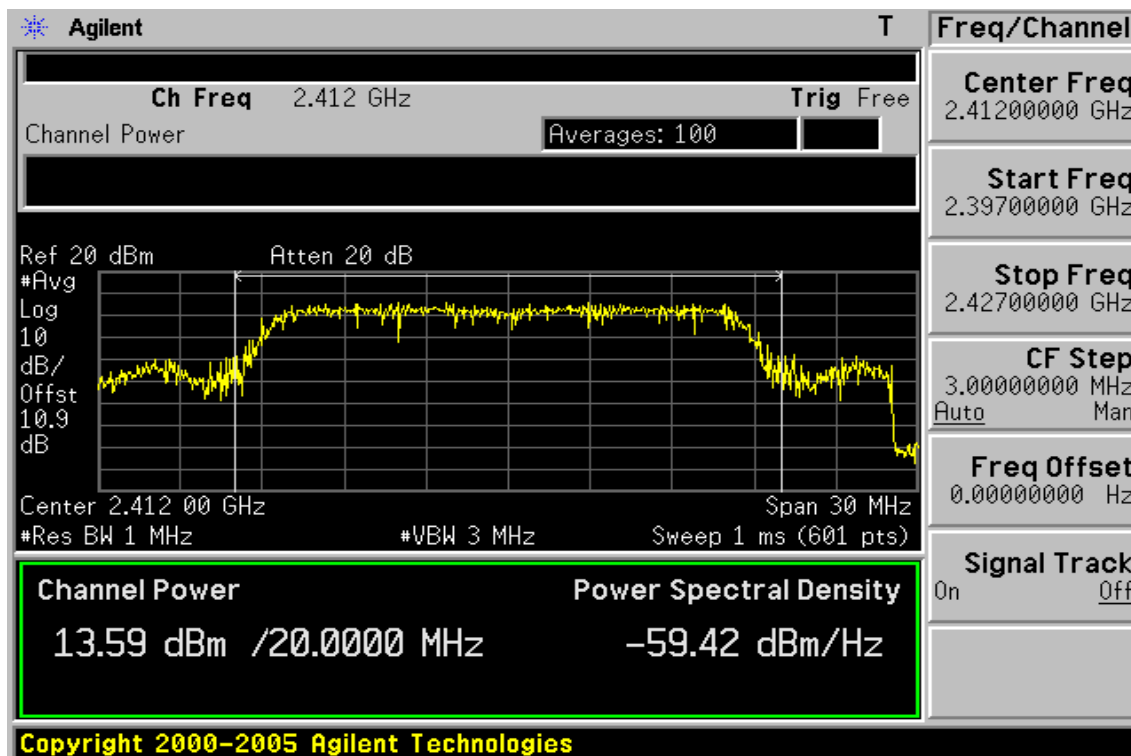 Agilent T
Ch Freq 2.412 GHz Trig Free
Channel Power Averages: 100
Ref 20 dBm Atten 20 dB
#Avg
Log
10
dB/
Offst
10.9
dB
Center 2.412 00 GHz Span 30 MHz
#Res BW 1 MHz #VBW 3 MHz Sweep 1 ms (601 pts)
Channel Power Power Spectral Density
13.59 dBm /20.0000 MHz -59.42 dBm/Hz
Copyright 2000-2005 Agilent Technologies
Freq/Channel
Center Freq
2.41200000 GHz
Start Freq
2.39700000 GHz
Stop Freq
2.42700000 GHz
CF Step
3.00000000 MHz
Auto Man
Freq Offset
0.00000000 Hz
Signal Track
On Off